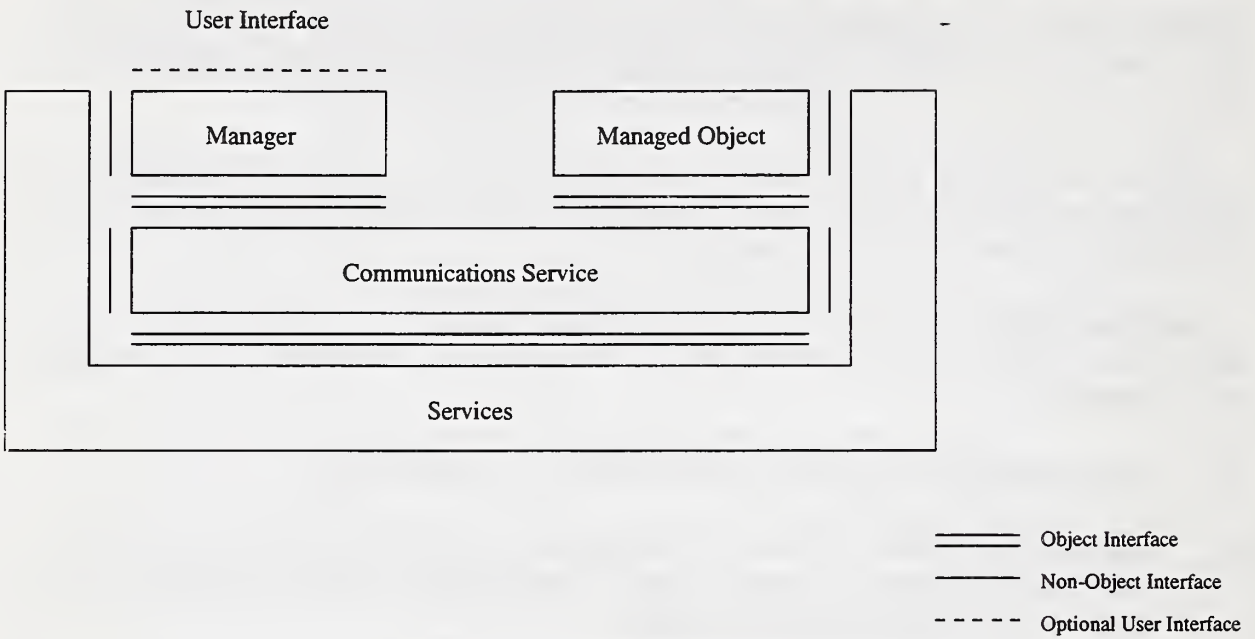 User Interface
Manager
Managed Object
Communications Service
Services
Object Interface
Non-Object Interface
Optional User Interface